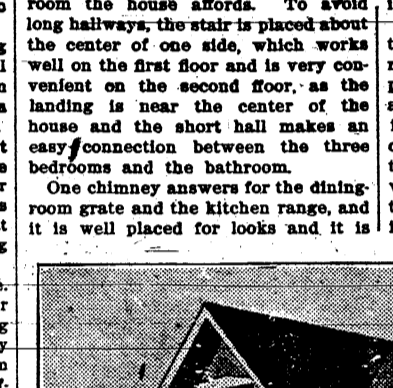 room the house affords. To avoid
long hallways, the stair is placed about
the center of one side, which works
well on the first floor and is very con-
venient on the second floor, as the
landing is near the center of the
house and the short hall makes an
easy connection between the three
bedrooms and the bathroom.
One chimney answers for the dining-
room grate and the kitchen range, and
it is well placed for looks and it is